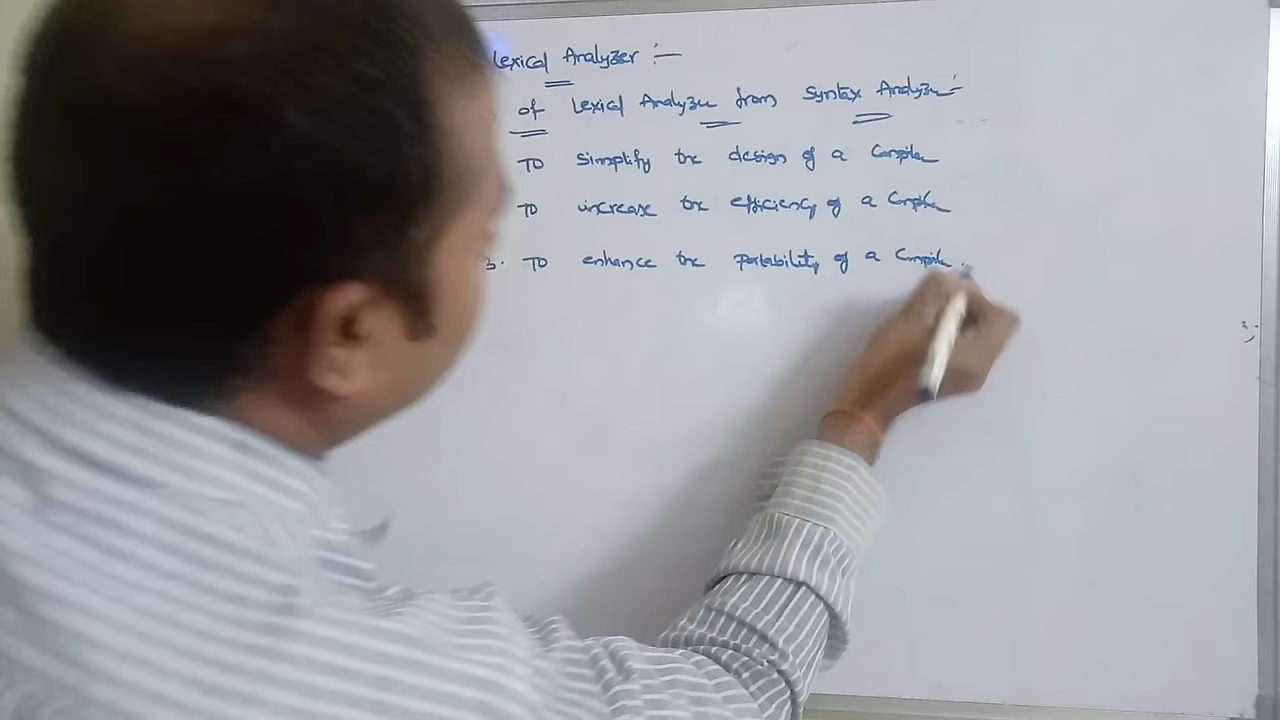 Lexical Analyzer :-
of Lexical Analyzer from Syntax Analyzer:-
To simplify the design of a Compiler
To increase the efficiency of a Compiler
3. To enhance the portability of a Compiler.